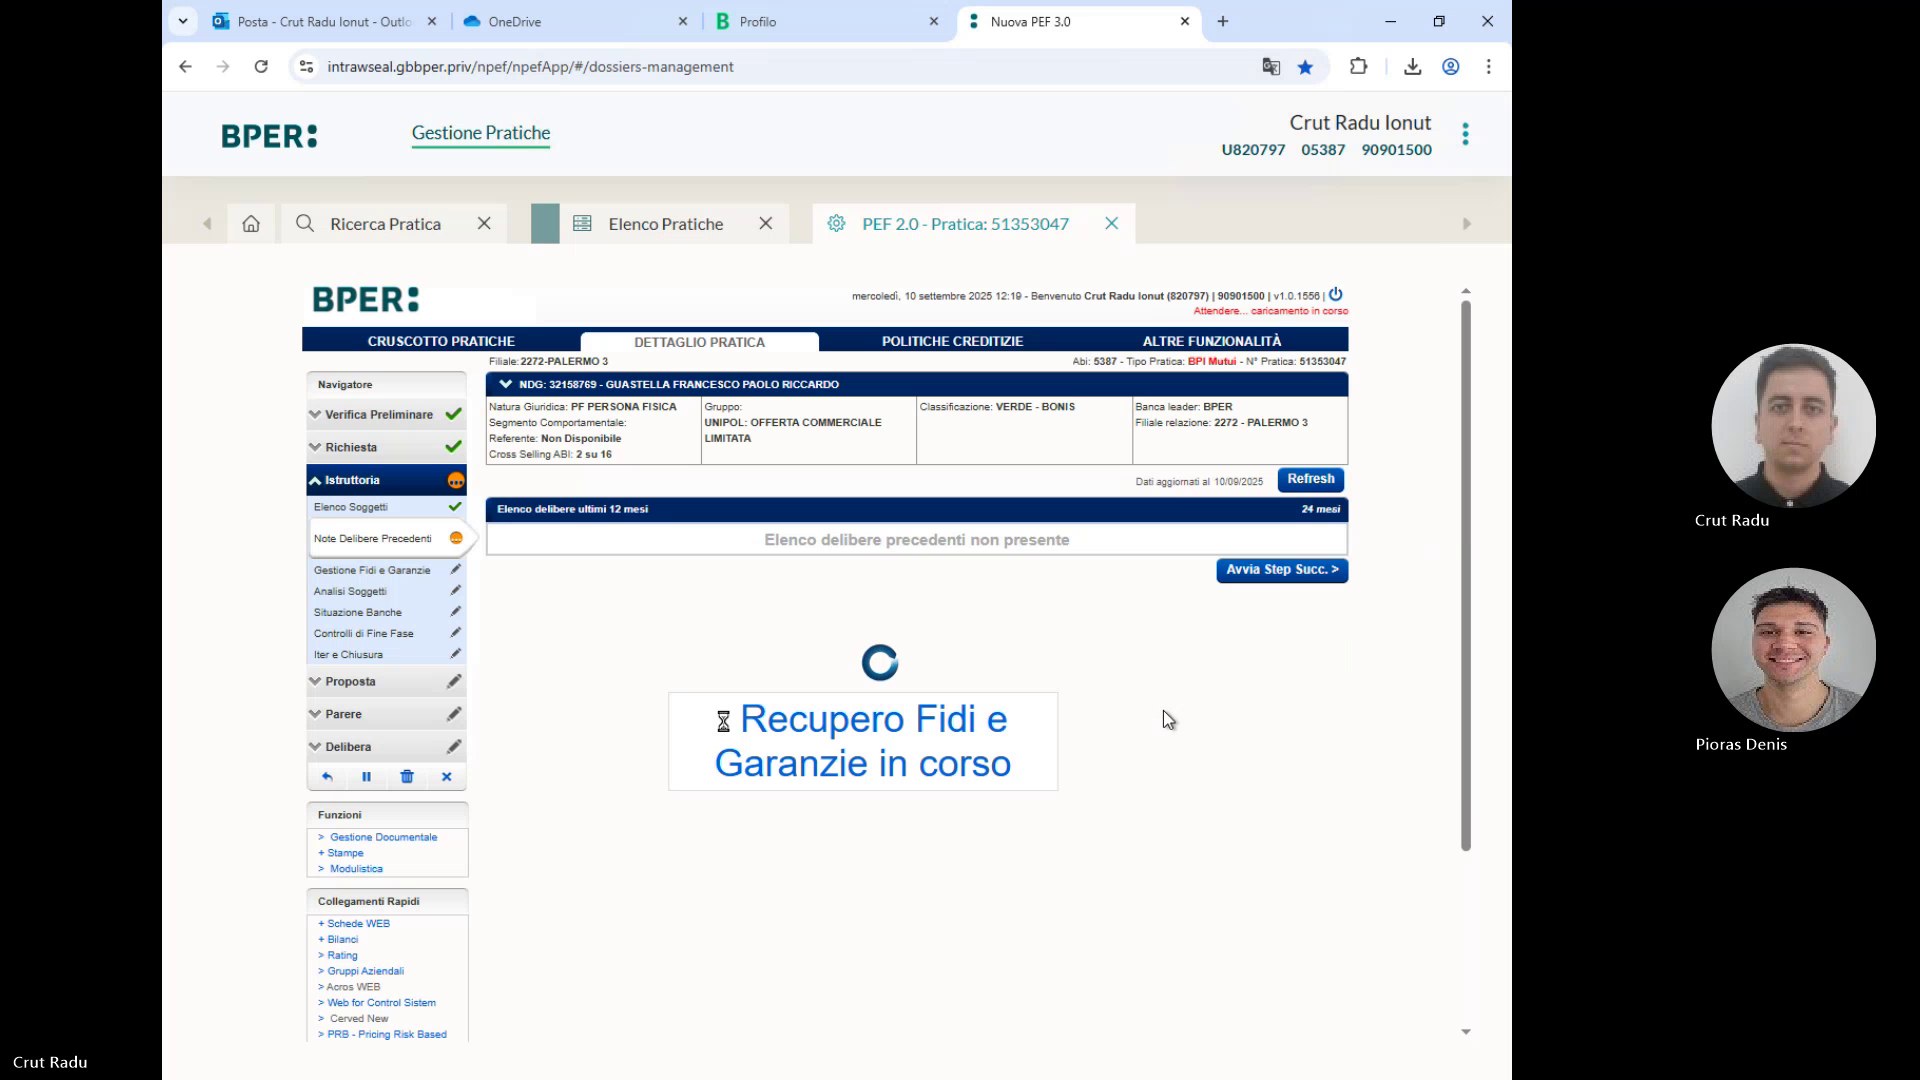 Posta - Crut Radu Ionut - Outlo
OneDrive
Profilo
Nuova PEF 3.0
intrawseal.gbbper.priv/npef/npefApp/#/dossiers-management
BPER:
Gestione Pratiche
Crut Radu Ionut
U820797 05387 90901500
Ricerca Pratica
Elenco Pratiche
PEF 2.0 - Pratica: 51353047
BPER:
mercoledì, 10 settembre 2025 12:19 - Benvenuto Crut Radu Ionut (820797) | 90901500 | v1.0.1556 |
Attendere... caricamento in corso
CRUSCOTTO PRATICHE
DETTAGLIO PRATICA
POLITICHE CREDITIZIE
ALTRE FUNZIONALITÀ
Filiale: 2272-PALERMO 3
Abi: 5387 - Tipo Pratica: BPI Mutui - N° Pratica: 51353047
Navigatore
Verifica Preliminare
Richiesta
Istruttoria
Elenco Soggetti
Note Delibere Precedenti
Gestione Fidi e Garanzie
Analisi Soggetti
Situazione Banche
Controlli di Fine Fase
Iter e Chiusura
Proposta
Parere
Delibera
NDG: 32158769 - GUASTELLA FRANCESCO PAOLO RICCARDO
Natura Giuridica: PF PERSONA FISICA
Segmento Comportamentale:
Referente: Non Disponibile
Cross Selling ABI: 2 su 16
Gruppo:
UNIPOL: OFFERTA COMMERCIALE
LIMITATA
Classificazione: VERDE - BONIS
Banca leader: BPER
Filiale relazione: 2272 - PALERMO 3
Dati aggiornati al 10/09/2025
Refresh
Elenco delibere ultimi 12 mesi
24 mesi
Elenco delibere precedenti non presente
Avvia Step Succ. >
Recupero Fidi e
Garanzie in corso
Funzioni
> Gestione Documentale
+ Stampe
> Modulistica
Collegamenti Rapidi
+ Schede WEB
+ Bilanci
> Rating
> Gruppi Aziendali
> Acros WEB
> Web for Control Sistem
> Cerved New
> PRB - Pricing Risk Based
Crut Radu
Pioras Denis
Crut Radu